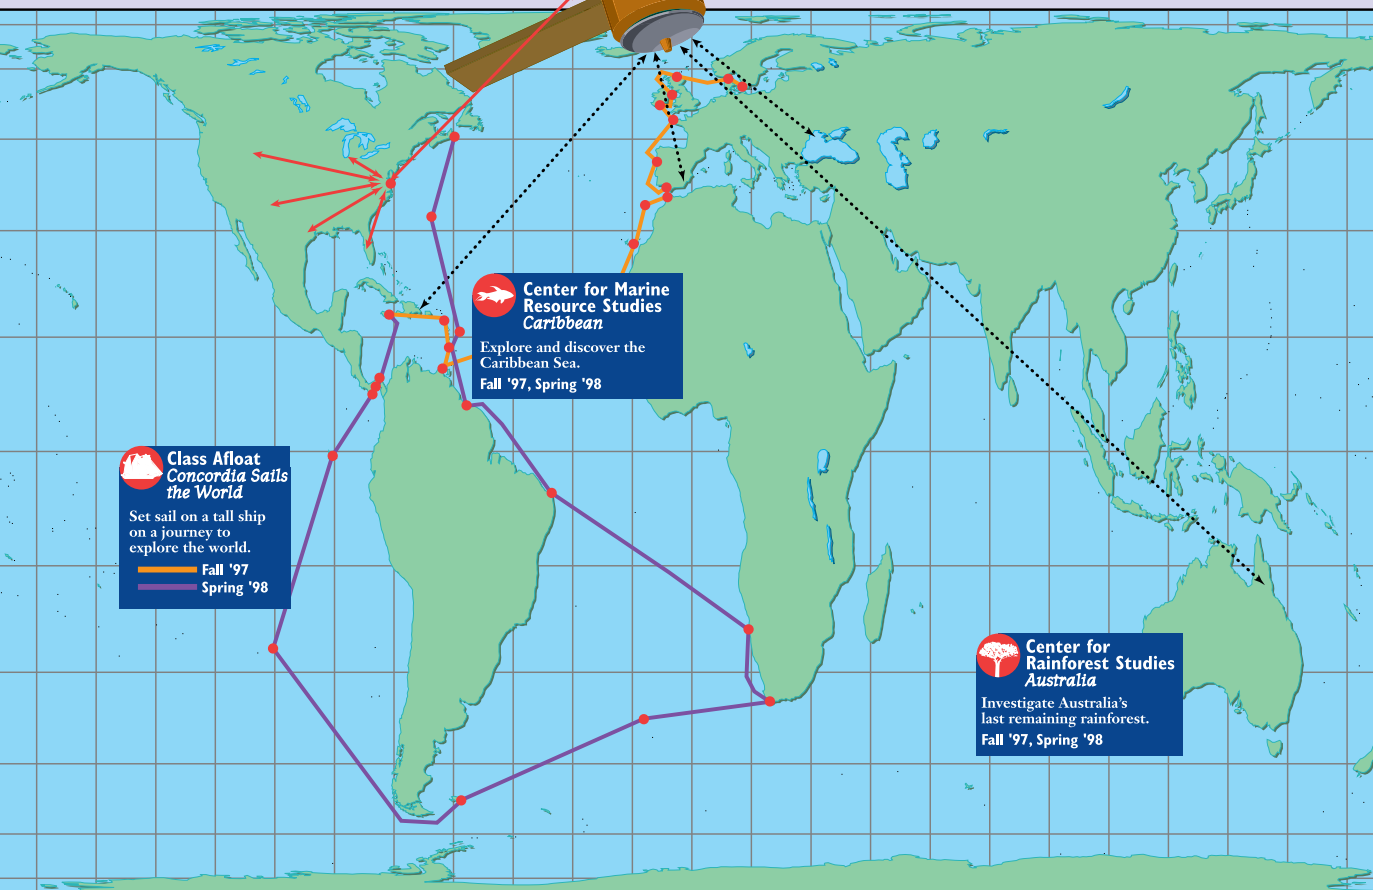 Center for Marine
Resource Studies
Caribbean
Explore and discover the
Caribbean Sea.
Fall '97, Spring '98
Class Afloat
Concordia Sails
the World
Set sail on a tall ship
on a journey to
explore the world.
Fall '97
Spring '98
Center for
Rainforest Studies
Australia
Investigate Australia's
last remaining rainforest.
Fall '97, Spring '98